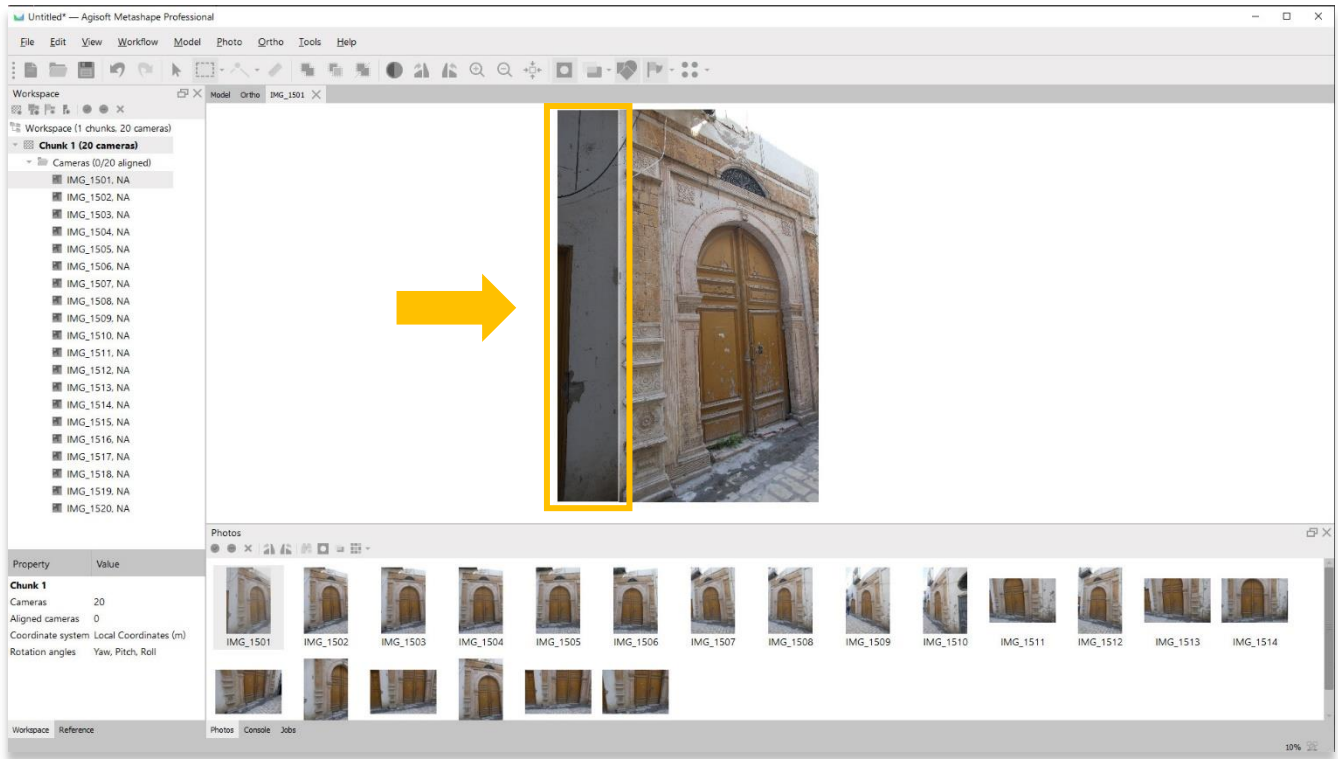 Untitled* — Agisoft Metashape Professional
File Edit View Workflow Model Photo Ortho Tools Help
Workspace
Model Ortho IMG_1501
Workspace (1 chunks, 20 cameras)
Chunk 1 (20 cameras)
Cameras (0/20 aligned)
IMG_1501, NA
IMG_1502, NA
IMG_1503, NA
IMG_1504, NA
IMG_1505, NA
IMG_1506, NA
IMG_1507, NA
IMG_1508, NA
IMG_1509, NA
IMG_1510, NA
IMG_1511, NA
IMG_1512, NA
IMG_1513, NA
IMG_1514, NA
IMG_1515, NA
IMG_1516, NA
IMG_1517, NA
IMG_1518, NA
IMG_1519, NA
IMG_1520, NA
Property Value
Chunk 1
Cameras 20
Aligned cameras 0
Coordinate system Local Coordinates (m)
Rotation angles Yaw, Pitch, Roll
Workspace Reference
Photos
IMG_1501 IMG_1502 IMG_1503 IMG_1504 IMG_1505 IMG_1506 IMG_1507 IMG_1508 IMG_1509 IMG_1510 IMG_1511 IMG_1512 IMG_1513 IMG_1514
Photos Console Jobs
10%